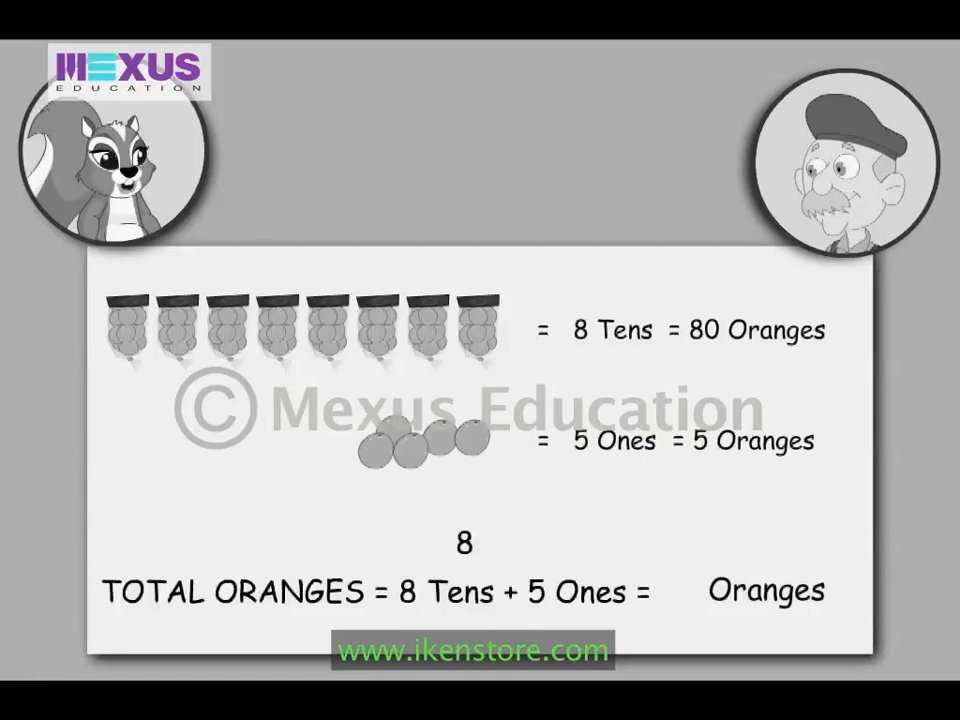 MEXUS
EDUCATION
= 8 Tens = 80 Oranges
© Mexus Education
= 5 Ones = 5 Oranges
8
TOTAL ORANGES = 8 Tens + 5 Ones = Oranges
www.ikenstore.com